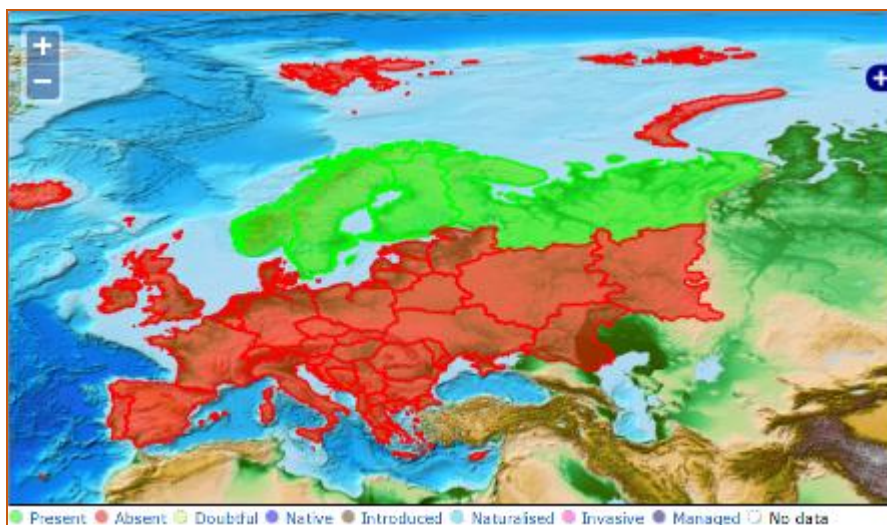 +
−
+
Present Absent Doubtful Native Introduced Naturalised Invasive Managed No data